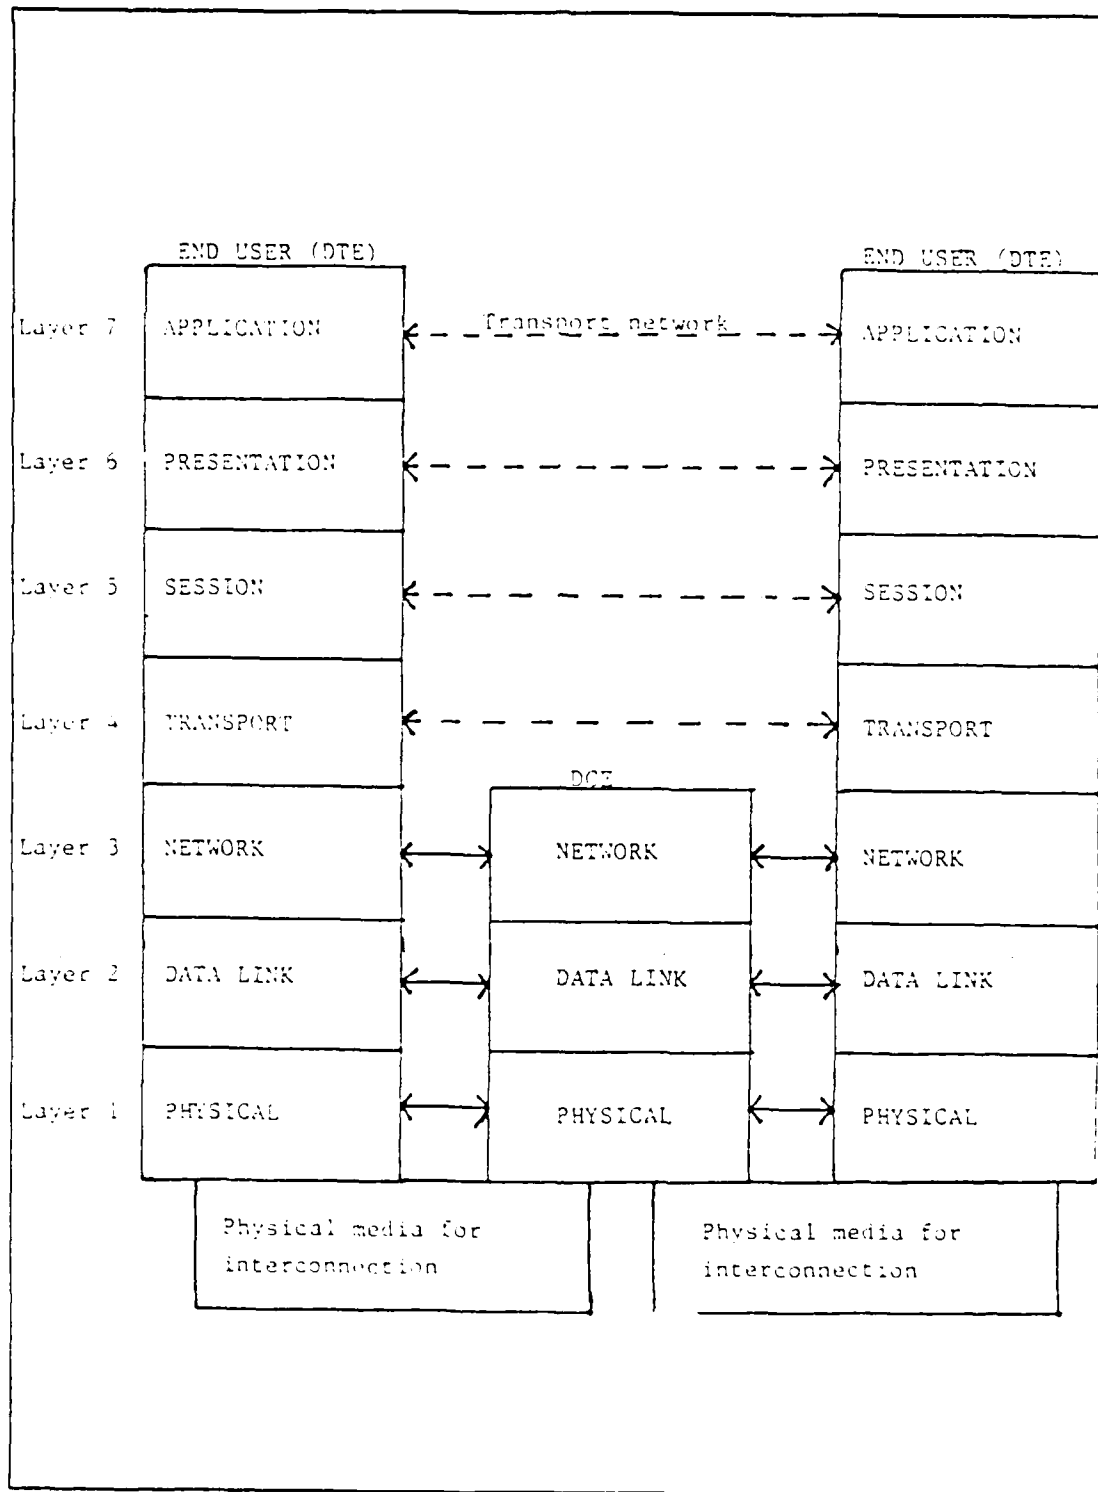 END USER (DTE)
END USER (DTE)
Layer 7
APPLICATION
Transport network
APPLICATION
Layer 6
PRESENTATION
PRESENTATION
Layer 5
SESSION
SESSION
Layer 4
TRANSPORT
TRANSPORT
DCE
Layer 3
NETWORK
NETWORK
NETWORK
Layer 2
DATA LINK
DATA LINK
DATA LINK
Layer 1
PHYSICAL
PHYSICAL
PHYSICAL
Physical media for
interconnection
Physical media for
interconnection